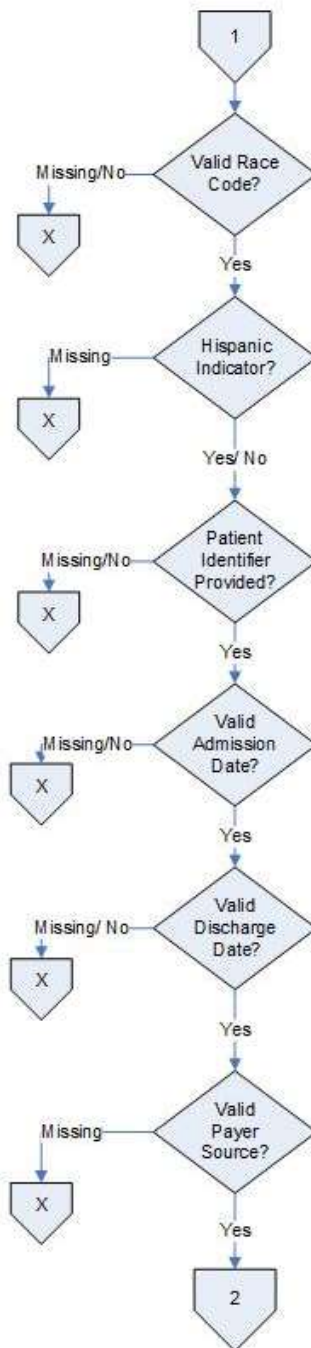 1
Valid Race
Code?
Missing/No
X
Yes
Hispanic
Indicator?
Missing
X
Yes/ No
Patient
Identifier
Provided?
Missing/No
X
Yes
Valid
Admission
Date?
Missing/No
X
Yes
Valid
Discharge
Date?
Missing/ No
X
Yes
Valid
Payer
Source?
Missing
X
Yes
2